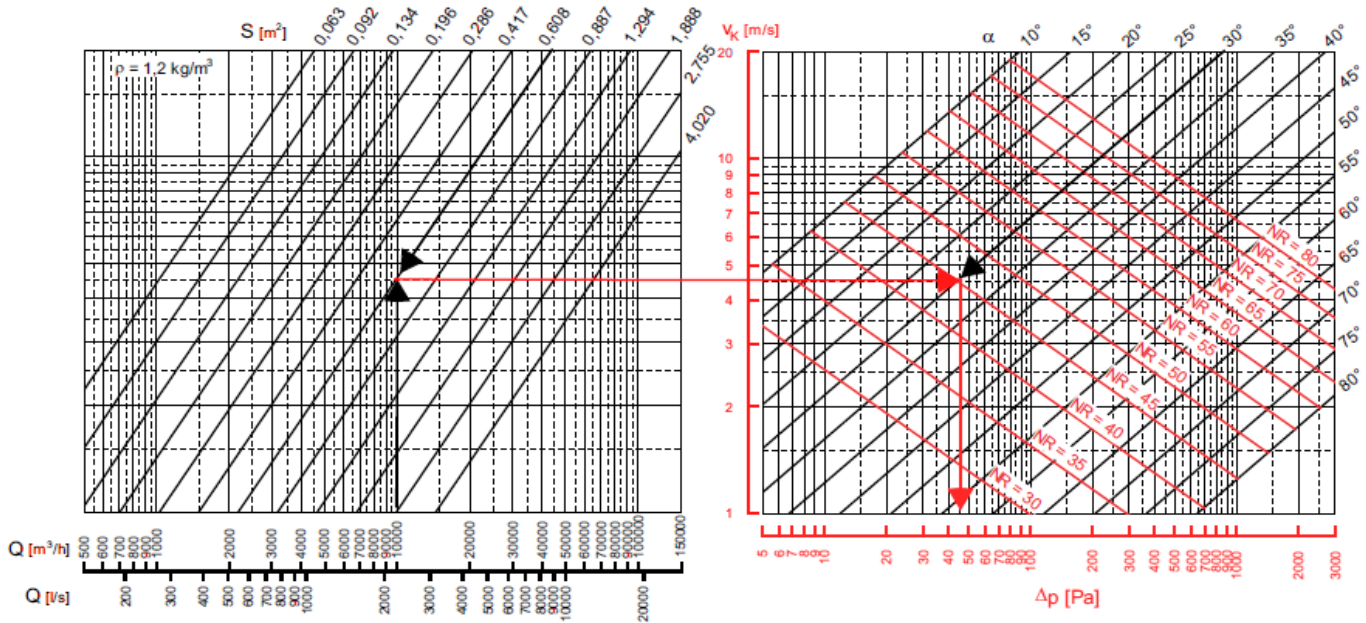 S [m²] 0,063 0,092 0,134 0,196 0,286 0,417 0,608 0,887 1,294 1,888
2,755
4,020
ρ = 1,2 kg/m³
Q [m³/h] 500 600 700 800 900 1000 2000 3000 4000 5000 6000 7000 8000 9000 10000 20000 30000 40000 50000 60000 70000 80000 90000 100000 150000
Q [l/s] 200 300 400 500 600 700 800 900 1000 2000 3000 4000 5000 6000 7000 8000 9000 10000 20000
vK [m/s] α 10° 15° 20° 25° 30° 35° 40°
45°
50°
55°
60°
65°
70°
75°
80°
20
10
9
8
7
6
5
4
3
2
1
NR = 80
NR = 75
NR = 70
NR = 65
NR = 60
NR = 55
NR = 50
NR = 45
NR = 40
NR = 35
NR = 30
5 6 7 8 10 20 30 40 50 60 70 80 90 100 200 300 400 500 600 700 800 900 1000 2000 3000
Δp [Pa]